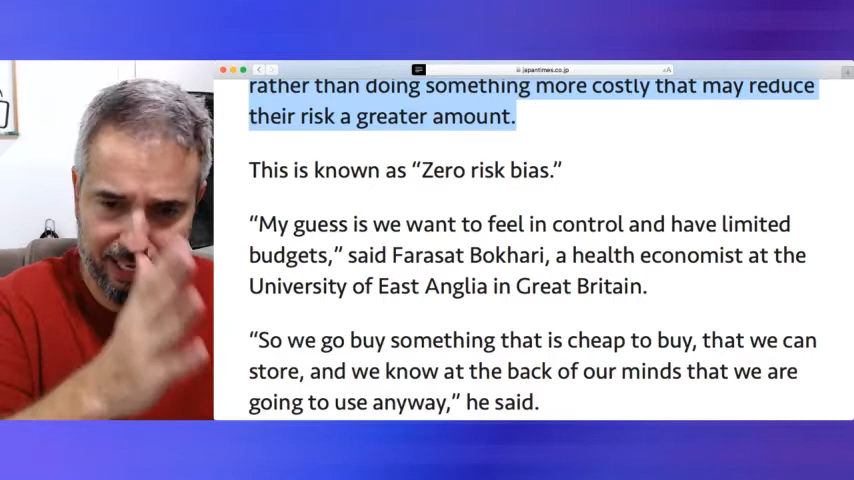 japantimes.co.jp
rather than doing something more costly that may reduce
their risk a greater amount.
This is known as “Zero risk bias.”
“My guess is we want to feel in control and have limited
budgets,” said Farasat Bokhari, a health economist at the
University of East Anglia in Great Britain.
“So we go buy something that is cheap to buy, that we can
store, and we know at the back of our minds that we are
going to use anyway,” he said.